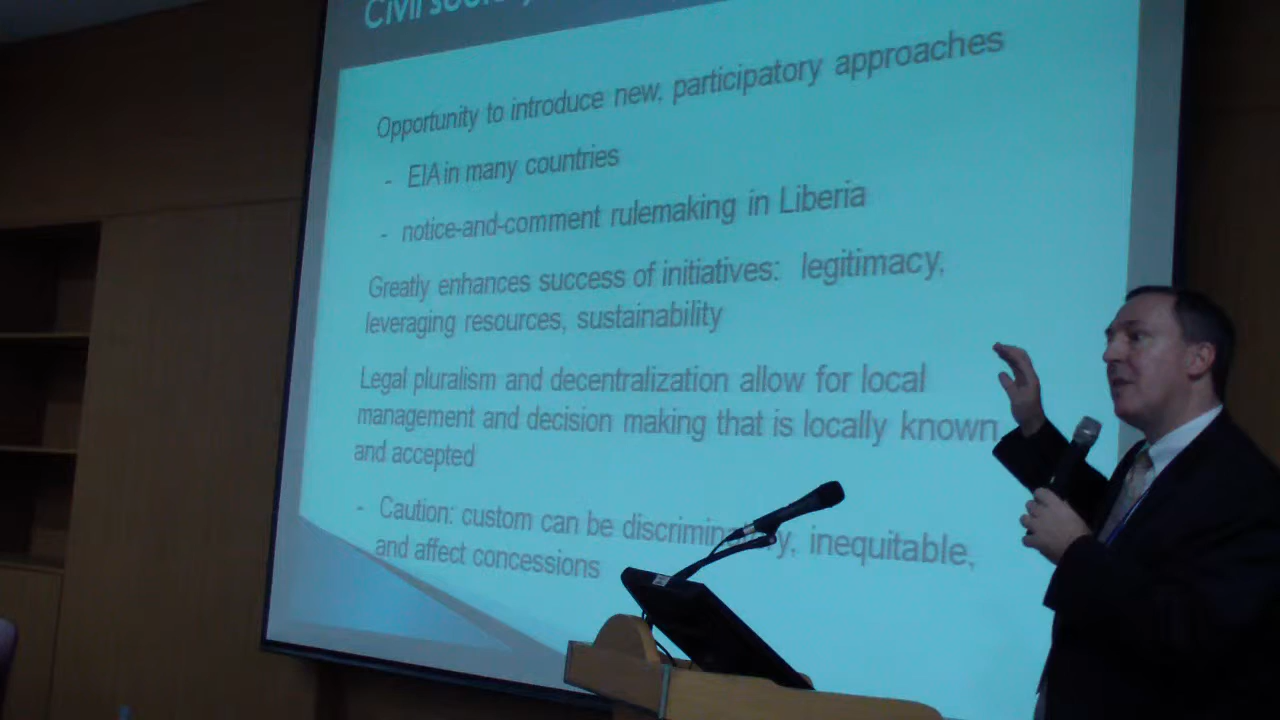 Civil
Opportunity to introduce new, participatory approaches
- EIA in many countries
- notice-and-comment rulemaking in Liberia
Greatly enhances success of initiatives: legitimacy,
leveraging resources, sustainability
Legal pluralism and decentralization allow for local
management and decision making that is locally known
and accepted
- Caution: custom can be discriminatory, inequitable,
and affect concessions